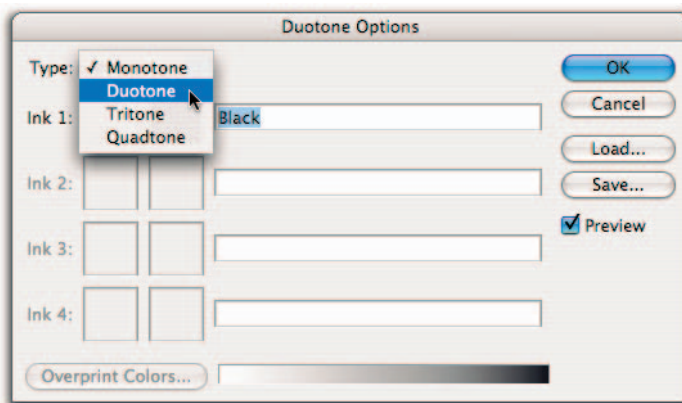 Duotone Options
Type: ✓ Monotone
Duotone
Tritone
Quadtone
Ink 1: Black
Ink 2:
Ink 3:
Ink 4:
Overprint Colors...
OK
Cancel
Load...
Save...
Preview